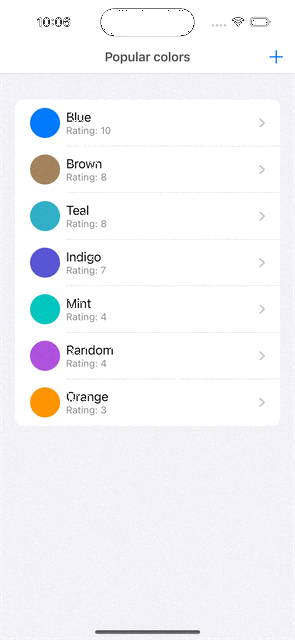 10:06
Popular colors
Blue
Rating: 10
Brown
Rating: 8
Teal
Rating: 8
Indigo
Rating: 7
Mint
Rating: 4
Random
Rating: 4
Orange
Rating: 3